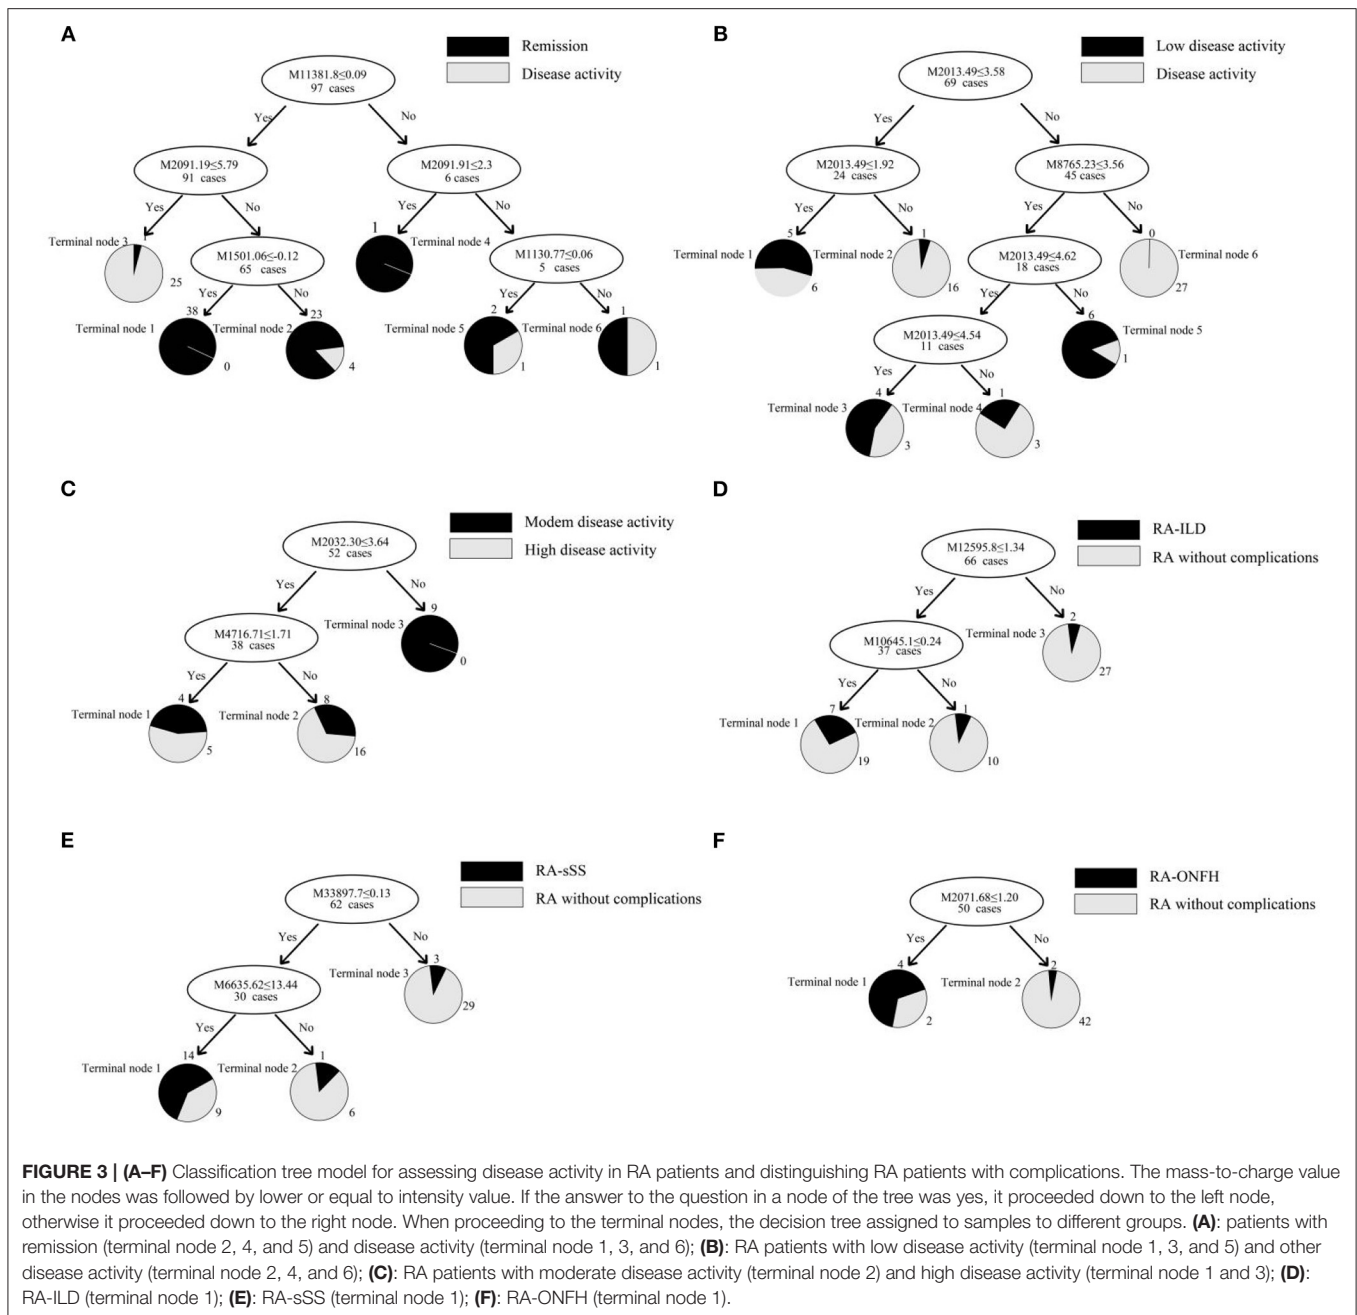 A
Remission
Disease activity
M11381.8≤0.09
97 cases
Yes
No
M2091.19≤5.79
91 cases
M2091.91≤2.3
6 cases
Yes
No
Yes
No
Terminal node 3
1
25
M1501.06≤-0.12
65 cases
1
Terminal node 4
M1130.77≤0.06
5 cases
Yes
No
Yes
No
Terminal node 1
38
0
Terminal node 2
23
4
Terminal node 5
2
1
Terminal node 6
1
1
B
Low disease activity
Disease activity
M2013.49≤3.58
69 cases
Yes
No
M2013.49≤1.92
24 cases
M8765.23≤3.56
45 cases
Yes
No
Yes
No
Terminal node 1
5
6
Terminal node 2
1
16
M2013.49≤4.62
18 cases
0
Terminal node 6
27
Yes
No
M2013.49≤4.54
11 cases
6
Terminal node 5
1
Yes
No
Terminal node 3
4
3
Terminal node 4
1
3
C
Modem disease activity
High disease activity
M2032.30≤3.64
52 cases
Yes
No
M4716.71≤1.71
38 cases
Terminal node 3
9
0
Yes
No
Terminal node 1
4
5
Terminal node 2
8
16
D
RA-ILD
RA without complications
M12595.8≤1.34
66 cases
Yes
No
M10645.1≤0.24
37 cases
Terminal node 3
2
27
Yes
No
Terminal node 1
7
19
Terminal node 2
1
10
E
RA-sSS
RA without complications
M33897.7≤0.13
62 cases
Yes
No
M6635.62≤13.44
30 cases
Terminal node 3
3
29
Yes
No
Terminal node 1
14
9
Terminal node 2
1
6
F
RA-ONFH
RA without complications
M2071.68≤1.20
50 cases
Yes
No
Terminal node 1
4
2
Terminal node 2
2
42
FIGURE 3 | (A–F) Classification tree model for assessing disease activity in RA patients and distinguishing RA patients with complications. The mass-to-charge value
in the nodes was followed by lower or equal to intensity value. If the answer to the question in a node of the tree was yes, it proceeded down to the left node,
otherwise it proceeded down to the right node. When proceeding to the terminal nodes, the decision tree assigned to samples to different groups. (A): patients with
remission (terminal node 2, 4, and 5) and disease activity (terminal node 1, 3, and 6); (B): RA patients with low disease activity (terminal node 1, 3, and 5) and other
disease activity (terminal node 2, 4, and 6); (C): RA patients with moderate disease activity (terminal node 2) and high disease activity (terminal node 1 and 3); (D):
RA-ILD (terminal node 1); (E): RA-sSS (terminal node 1); (F): RA-ONFH (terminal node 1).